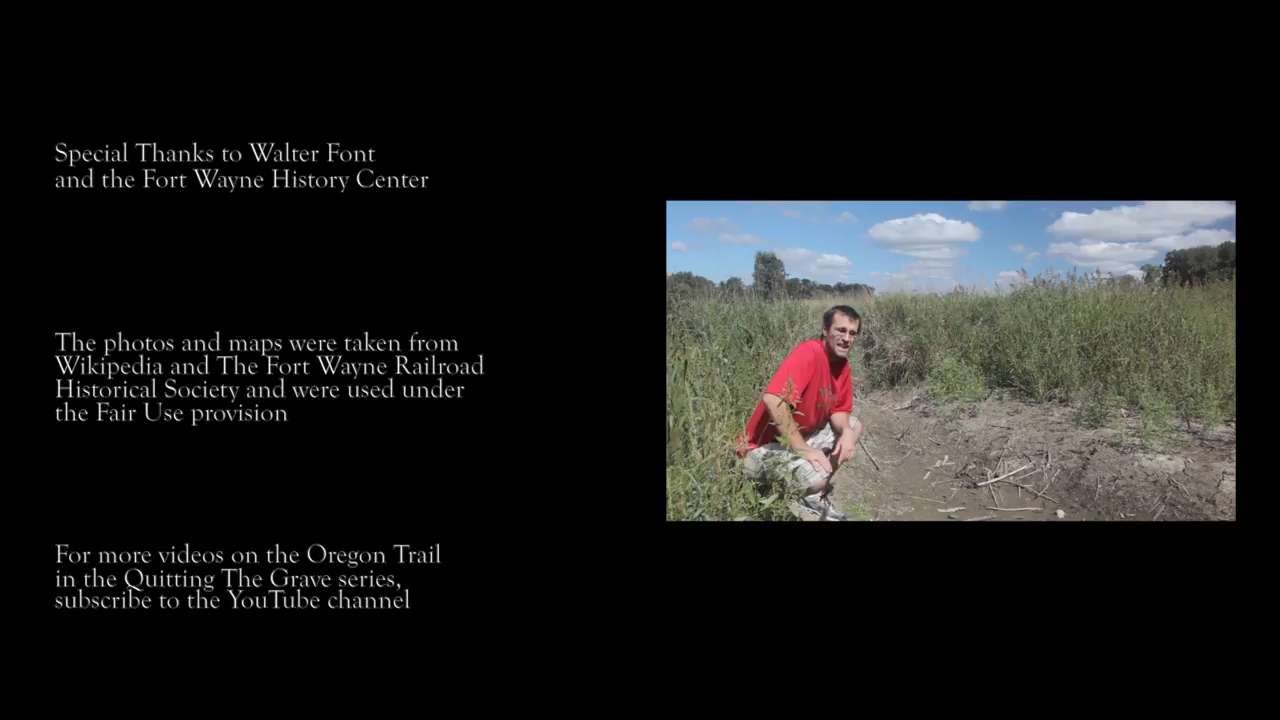 Special Thanks to Walter Font
and the Fort Wayne History Center
The photos and maps were taken from
Wikipedia and The Fort Wayne Railroad
Historical Society and were used under
the Fair Use provision
For more videos on the Oregon Trail
in the Quitting The Grave series,
subscribe to the YouTube channel